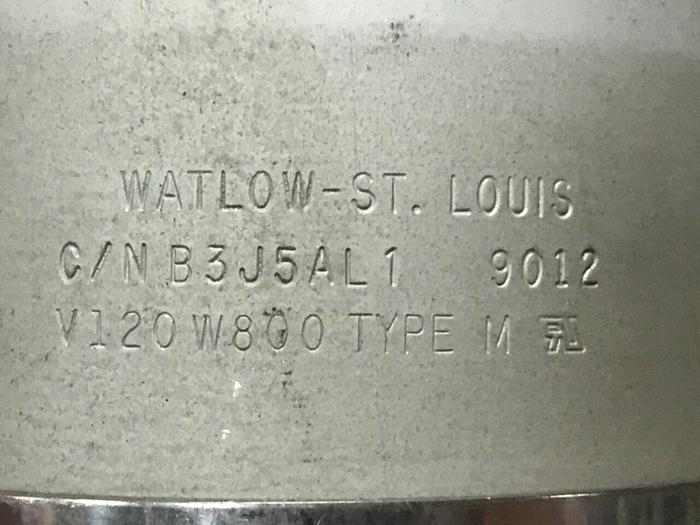 WATLOW-ST. LOUIS
C/N B3J5AL1 9012
V120 W800 TYPE M